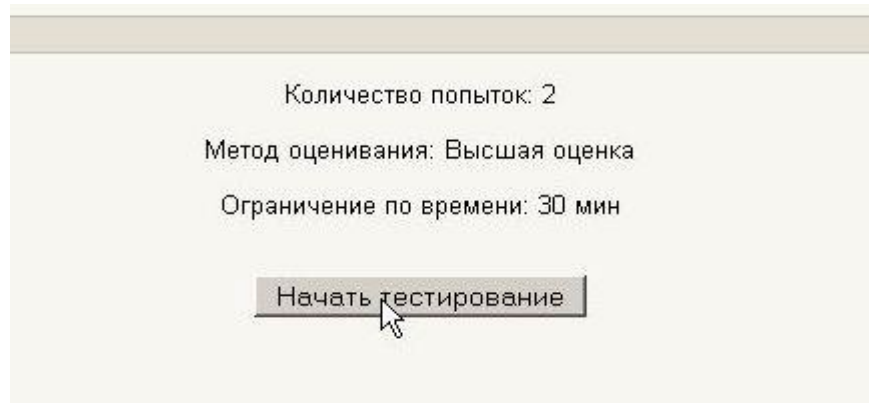 Количество попыток: 2
Метод оценивания: Высшая оценка
Ограничение по времени: 30 мин
Начать тестирование